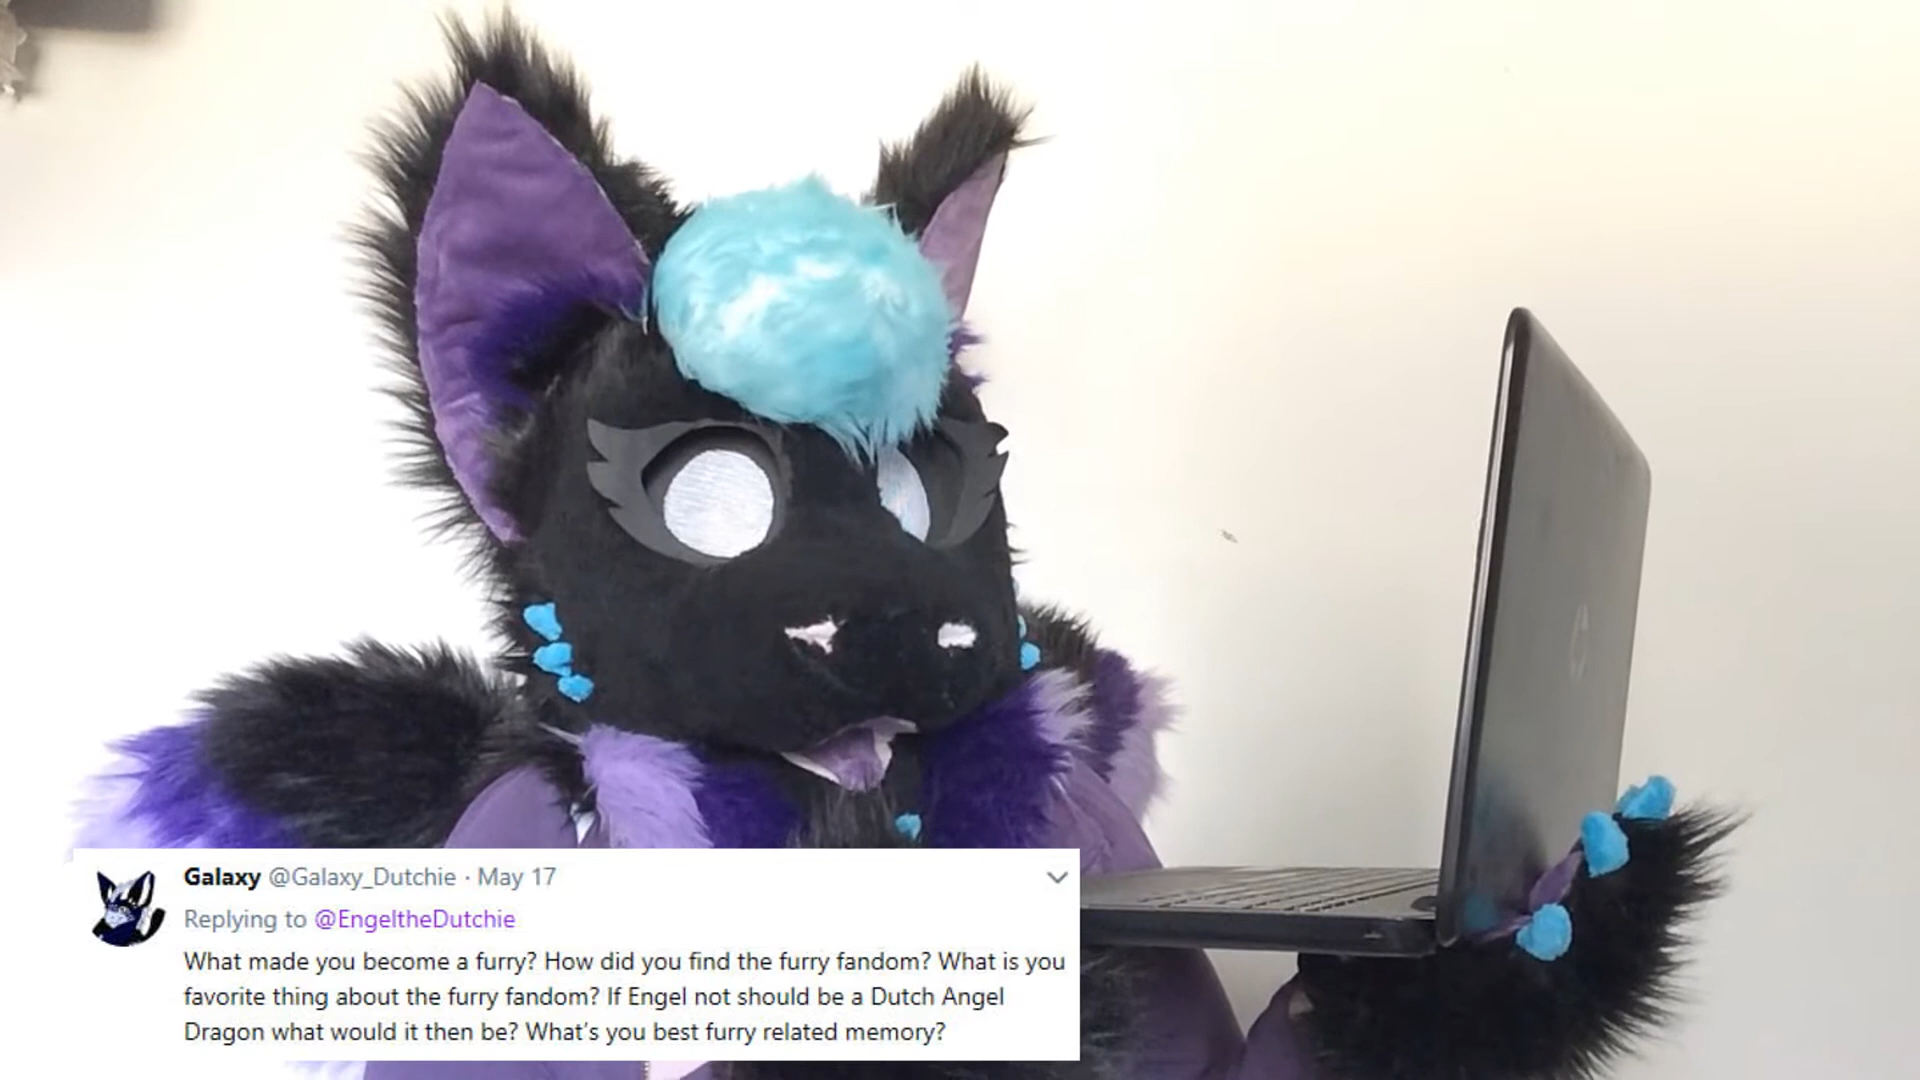 Galaxy @Galaxy_Dutchie · May 17
Replying to @EngeltheDutchie
What made you become a furry? How did you find the furry fandom? What is you
favorite thing about the furry fandom? If Engel not should be a Dutch Angel
Dragon what would it then be? What's you best furry related memory?